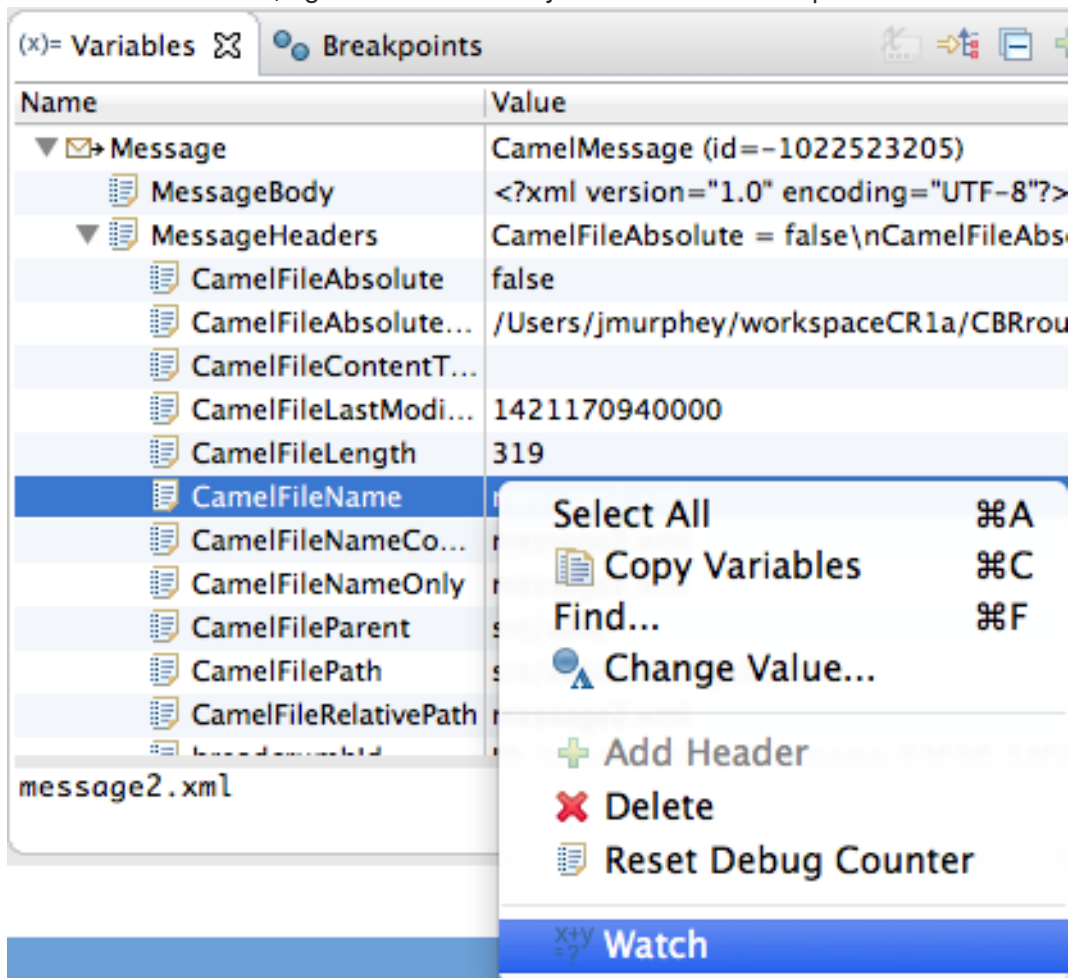 (x)= Variables Breakpoints
Name Value
Message CamelMessage (id=-1022523205)
MessageBody <?xml version="1.0" encoding="UTF-8"?>
MessageHeaders CamelFileAbsolute = false\nCamelFileAbs
CamelFileAbsolute false
CamelFileAbsolute... /Users/jmurphey/workspaceCR1a/CBRrou
CamelFileContentT...
CamelFileLastModi... 1421170940000
CamelFileLength 319
CamelFileName
CamelFileNameCo...
CamelFileNameOnly
CamelFileParent
CamelFilePath
CamelFileRelativePath
message2.xml
Select All ⌘A
Copy Variables ⌘C
Find... ⌘F
Change Value...
Add Header
Delete
Reset Debug Counter
x+y=? Watch